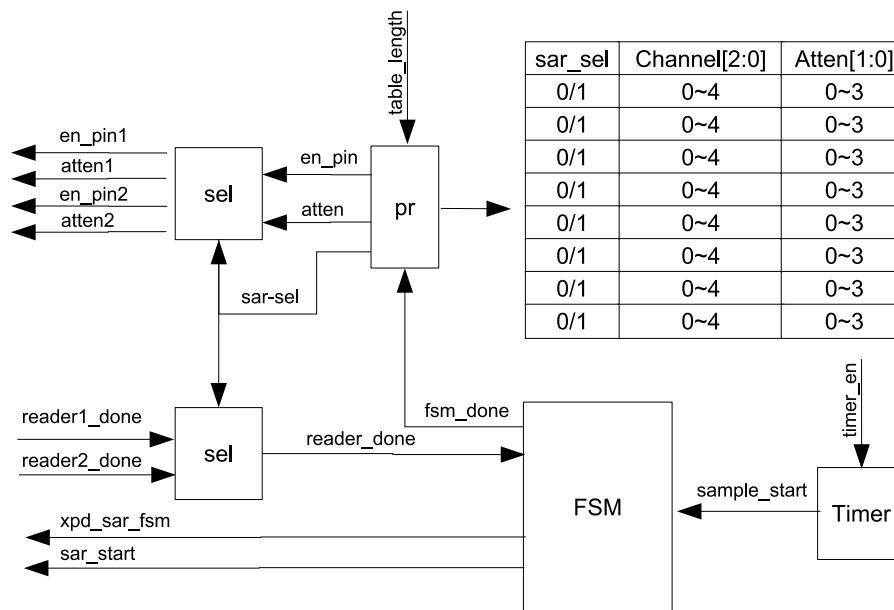 table_length
sar_sel Channel[2:0] Atten[1:0]
0/1 0~4 0~3
0/1 0~4 0~3
0/1 0~4 0~3
0/1 0~4 0~3
0/1 0~4 0~3
0/1 0~4 0~3
0/1 0~4 0~3
0/1 0~4 0~3
en_pin1
atten1
en_pin2
atten2
sel
en_pin
atten
pr
sar-sel
timer_en
reader1_done
reader2_done
sel
reader_done
fsm_done
FSM
sample_start
Timer
xpd_sar_fsm
sar_start